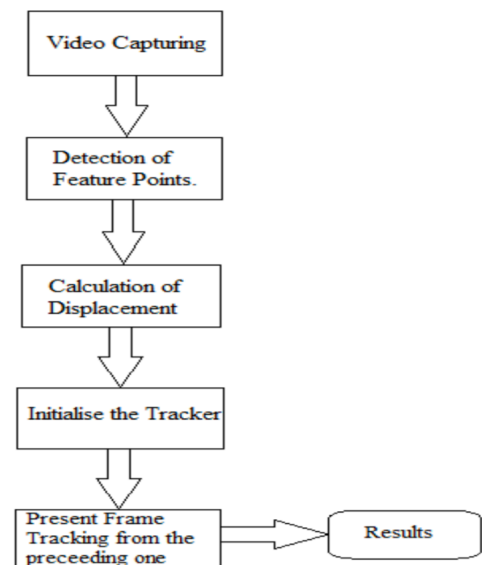 Video Capturing
Detection of
Feature Points.
Calculation of
Displacement
Initialise the Tracker
Present Frame
Tracking from the
preceeding one
Results